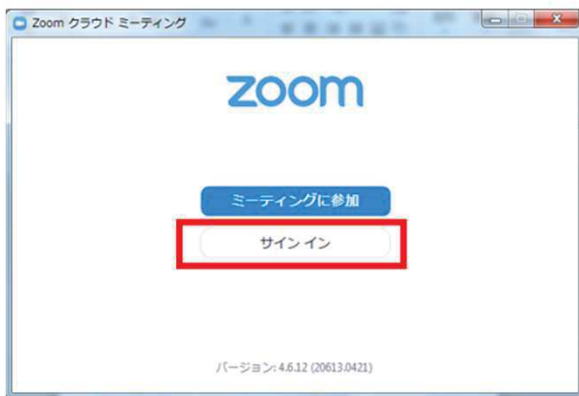 Zoom クラウド ミーティング
zoom
ミーティングに参加
サイン イン
バージョン: 4.6.12 (20613.0421)